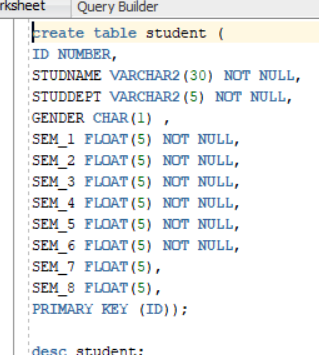 rksheet Query Builder
create table student (
ID NUMBER,
STUDNAME VARCHAR2(30) NOT NULL,
STUDDEPT VARCHAR2(5) NOT NULL,
GENDER CHAR(1) ,
SEM_1 FLOAT(5) NOT NULL,
SEM_2 FLOAT(5) NOT NULL,
SEM_3 FLOAT(5) NOT NULL,
SEM_4 FLOAT(5) NOT NULL,
SEM_5 FLOAT(5) NOT NULL,
SEM_6 FLOAT(5) NOT NULL,
SEM_7 FLOAT(5),
SEM_8 FLOAT(5),
PRIMARY KEY (ID));
desc student;